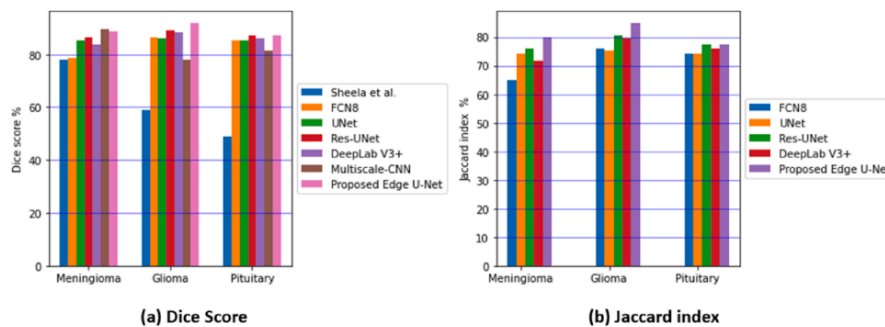 Dice score %
80
60
40
20
0
Meningioma Glioma Pituitary
Sheela et al.
FCN8
UNet
Res-UNet
DeepLab V3+
Multiscale-CNN
Proposed Edge U-Net
(a) Dice Score
Jaccard index %
80
70
60
50
40
30
20
10
0
Meningioma Glioma Pituitary
FCN8
UNet
Res-UNet
DeepLab V3+
Proposed Edge U-Ne
(b) Jaccard index